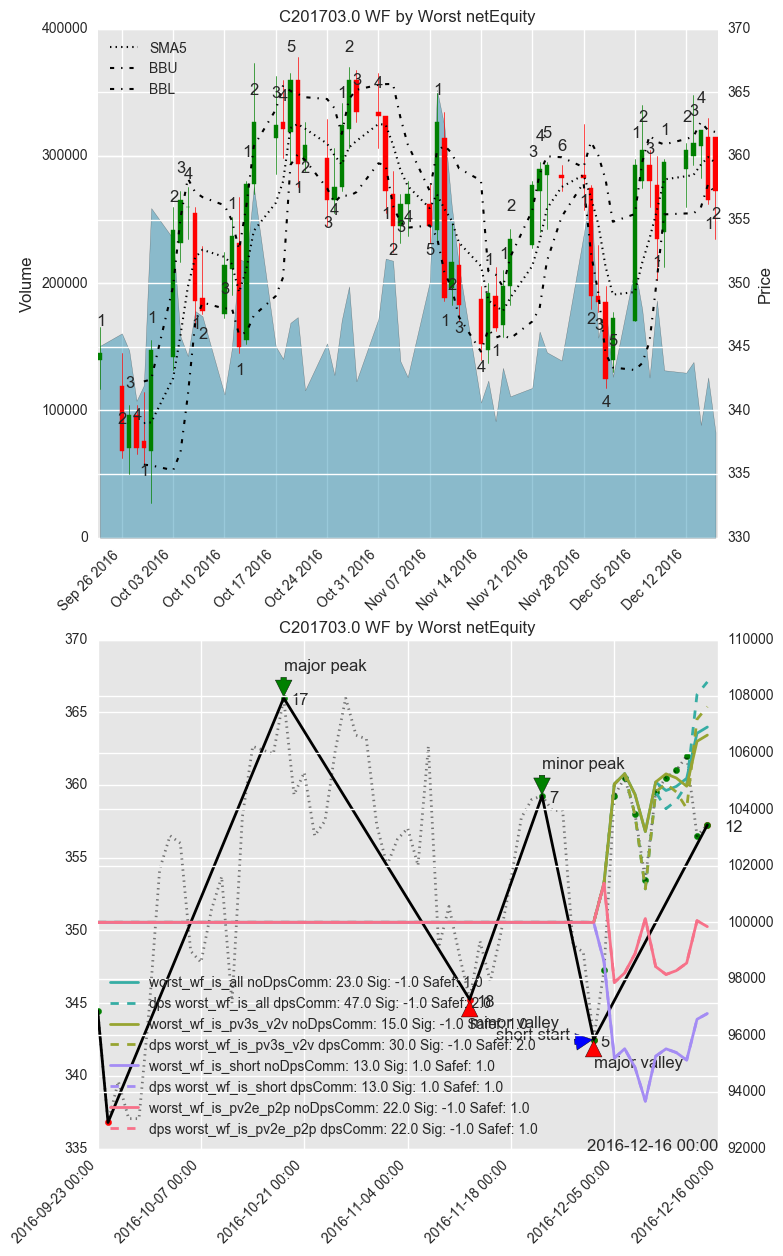 C201703.0 WF by Worst netEquity
SMA5
BBU
BBL
400000
300000
200000
100000
0
Volume
370
365
360
355
350
345
340
335
330
Price
Sep 26 2016
Oct 03 2016
Oct 10 2016
Oct 17 2016
Oct 24 2016
Oct 31 2016
Nov 07 2016
Nov 14 2016
Nov 21 2016
Nov 28 2016
Dec 05 2016
Dec 12 2016
C201703.0 WF by Worst netEquity
370
365
360
355
350
345
340
335
110000
108000
106000
104000
102000
100000
98000
96000
94000
92000
major peak
17
minor peak
7
12
18
minor valley
short start
5
major valley
worst_wf_is_all noDpsComm: 23.0 Sig: -1.0 Safef: 1.0
dps worst_wf_is_all dpsComm: 47.0 Sig: -1.0 Safef: 2.0
worst_wf_is_pv3s_v2v noDpsComm: 15.0 Sig: -1.0 Safef: 1.0
dps worst_wf_is_pv3s_v2v dpsComm: 30.0 Sig: -1.0 Safef: 2.0
worst_wf_is_short noDpsComm: 13.0 Sig: 1.0 Safef: 1.0
dps worst_wf_is_short dpsComm: 13.0 Sig: 1.0 Safef: 1.0
worst_wf_is_pv2e_p2p noDpsComm: 22.0 Sig: -1.0 Safef: 1.0
dps worst_wf_is_pv2e_p2p dpsComm: 22.0 Sig: -1.0 Safef: 1.0
2016-12-16 00:00
2016-09-23 00:00
2016-10-07 00:00
2016-10-21 00:00
2016-11-04 00:00
2016-11-18 00:00
2016-12-05 00:00
2016-12-16 00:00